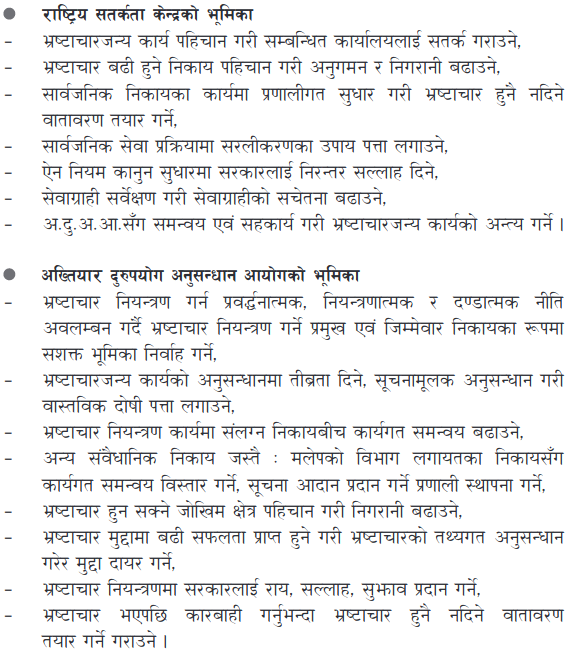 ● राष्ट्रिय सतर्कता केन्द्रको भूमिका
– भ्रष्टाचारजन्य कार्य पहिचान गरी सम्बन्धित कार्यालयलाई सतर्क गराउने,
– भ्रष्टाचार बढी हुने निकाय पहिचान गरी अनुगमन र निगरानी बढाउने,
– सार्वजनिक निकायका कार्यमा प्रणालीगत सुधार गरी भ्रष्टाचार हुनै नदिने
वातावरण तयार गर्ने,
– सार्वजनिक सेवा प्रक्रियामा सरलीकरणका उपाय पत्ता लगाउने,
– ऐन नियम कानुन सुधारमा सरकारलाई निरन्तर सल्लाह दिने,
– सेवाग्राही सर्वेक्षण गरी सेवाग्राहीको सचेतना बढाउने,
– अ.दु.अ.आ.सँग समन्वय एवं सहकार्य गरी भ्रष्टाचारजन्य कार्यको अन्त्य गर्ने ।
● अख्तियार दुरुपयोग अनुसन्धान आयोगको भूमिका
– भ्रष्टाचार नियन्त्रण गर्न प्रवर्द्धनात्मक, नियन्त्रणात्मक र दण्डात्मक नीति
अवलम्बन गर्दै भ्रष्टाचार नियन्त्रण गर्ने प्रमुख एवं जिम्मेवार निकायका रूपमा
सशक्त भूमिका निर्वाह गर्ने,
– भ्रष्टाचारजन्य कार्यको अनुसन्धानमा तीव्रता दिने, सूचनामूलक अनुसन्धान गरी
वास्तविक दोषी पत्ता लगाउने,
– भ्रष्टाचार नियन्त्रण कार्यमा संलग्न निकायबीच कार्यगत समन्वय बढाउने,
– अन्य संवैधानिक निकाय जस्तै : मलेपको विभाग लगायतका निकायसँग
कार्यगत समन्वय विस्तार गर्ने, सूचना आदान प्रदान गर्ने प्रणाली स्थापना गर्ने,
– भ्रष्टाचार हुन सक्ने जोखिम क्षेत्र पहिचान गरी निगरानी बढाउने,
– भ्रष्टाचार मुद्दामा बढी सफलता प्राप्त हुने गरी भ्रष्टाचारको तथ्यगत अनुसन्धान
गरेर मुद्दा दायर गर्ने,
– भ्रष्टाचार नियन्त्रणमा सरकारलाई राय, सल्लाह, सुझाव प्रदान गर्ने,
– भ्रष्टाचार भएपछि कारबाही गर्नुभन्दा भ्रष्टाचार हुनै नदिने वातावरण
तयार गर्ने गराउने ।